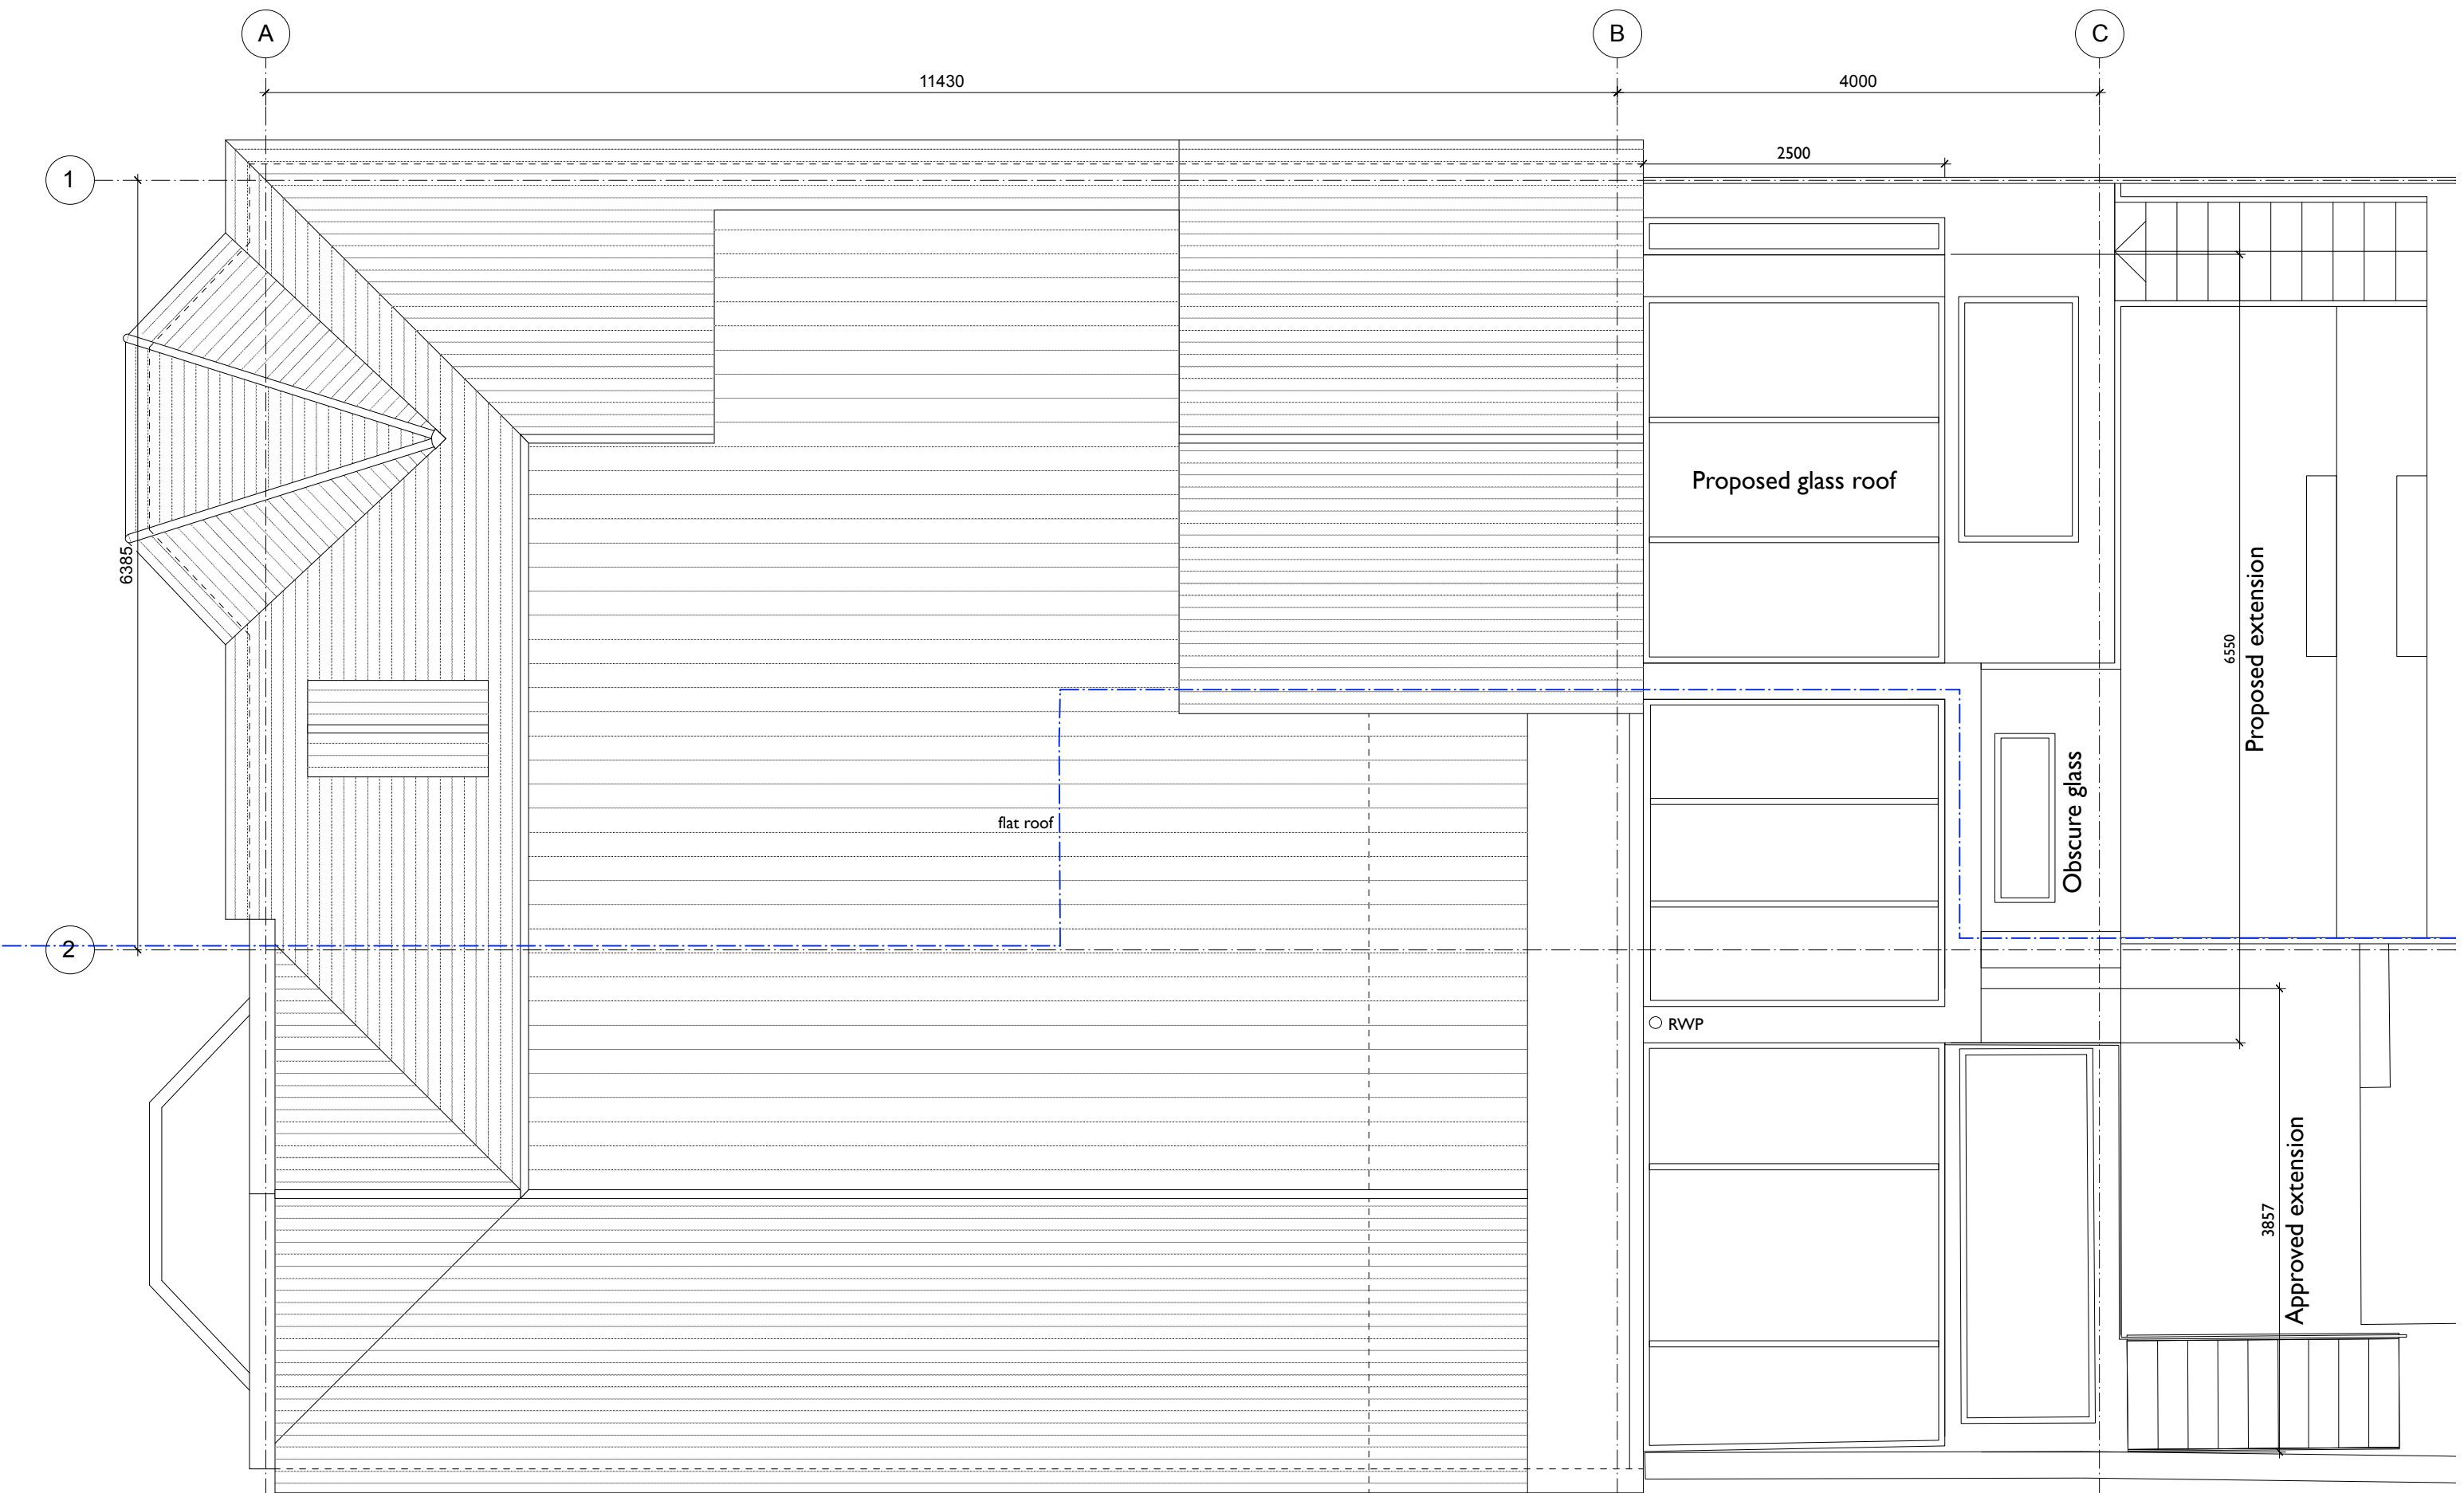 A
B
C
11430
4000
2500
1
Proposed glass roof
6385
Proposed extension
6550
Obscure glass
flat roof
2
RWP
Approved extension
3857